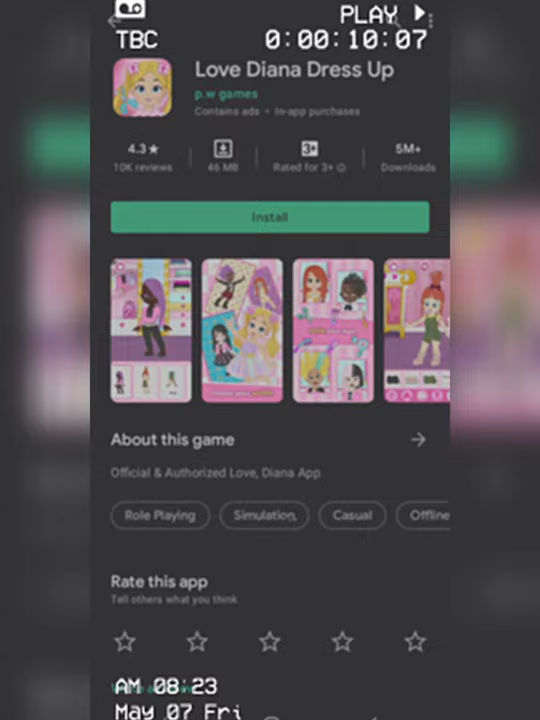 PLAY
TBC
0:00:10:07
Love Diana Dress Up
p.w games
Contains ads • In-app purchases
4.3★
10K reviews
46 MB
3+
Rated for 3+
5M+
Downloads
Install
About this game
Official & Authorized Love, Diana App
Role Playing
Simulation
Casual
Offline
Rate this app
Tell others what you think
AM 08:23
May 07 Fri